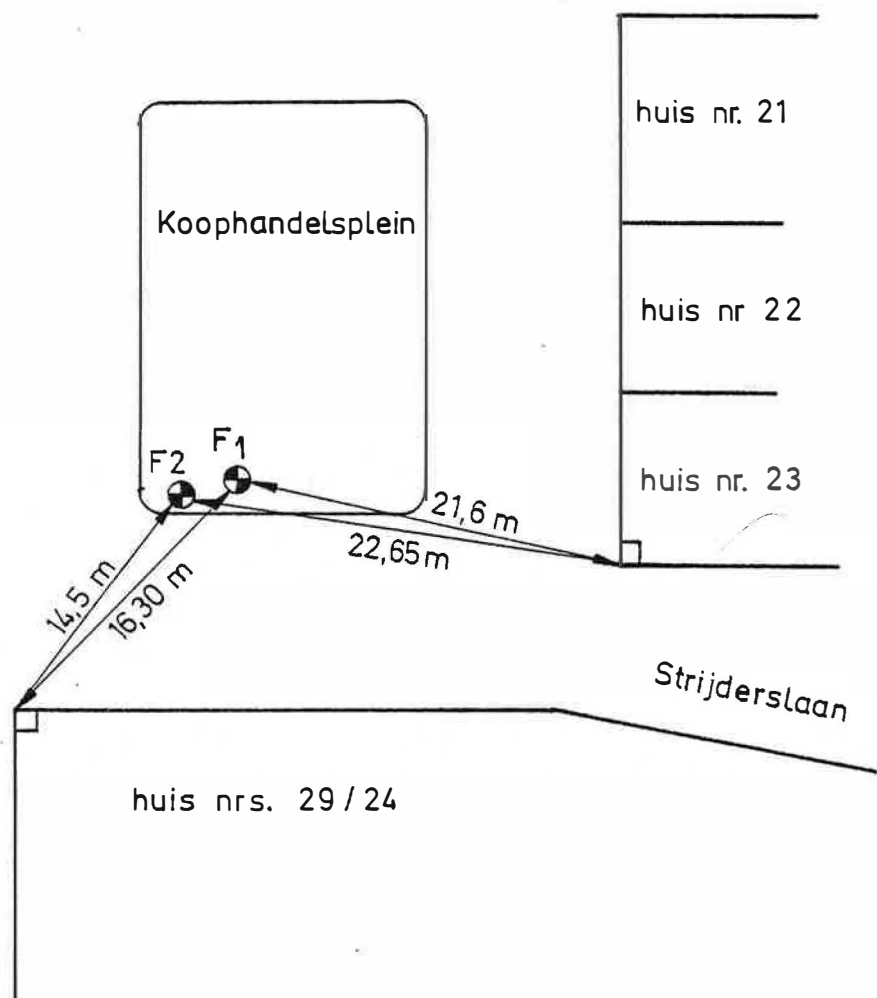 huis nr. 21
Koophandelsplein
huis nr 22
F1
F2
huis nr. 23
21,6 m
22,65m
14,5 m
16,30 m
Strijderslaan
huis nrs. 29 / 24